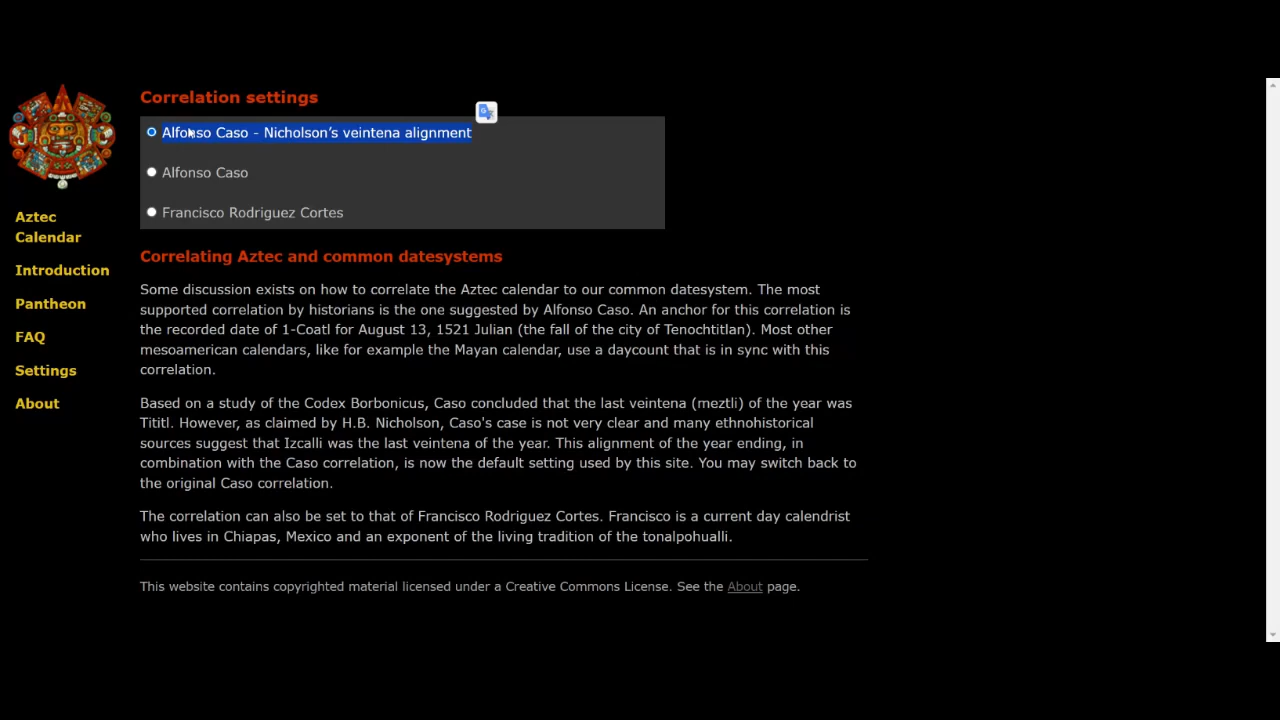 Correlation settings
Alfonso Caso - Nicholson’s veintena alignment
Alfonso Caso
Francisco Rodriguez Cortes
Aztec
Calendar
Introduction
Pantheon
FAQ
Settings
About
Correlating Aztec and common datesystems
Some discussion exists on how to correlate the Aztec calendar to our common datesystem. The most
supported correlation by historians is the one suggested by Alfonso Caso. An anchor for this correlation is
the recorded date of 1-Coatl for August 13, 1521 Julian (the fall of the city of Tenochtitlan). Most other
mesoamerican calendars, like for example the Mayan calendar, use a daycount that is in sync with this
correlation.
Based on a study of the Codex Borbonicus, Caso concluded that the last veintena (meztli) of the year was
Tititl. However, as claimed by H.B. Nicholson, Caso's case is not very clear and many ethnohistorical
sources suggest that Izcalli was the last veintena of the year. This alignment of the year ending, in
combination with the Caso correlation, is now the default setting used by this site. You may switch back to
the original Caso correlation.
The correlation can also be set to that of Francisco Rodriguez Cortes. Francisco is a current day calendrist
who lives in Chiapas, Mexico and an exponent of the living tradition of the tonalpohualli.
This website contains copyrighted material licensed under a Creative Commons License. See the About page.